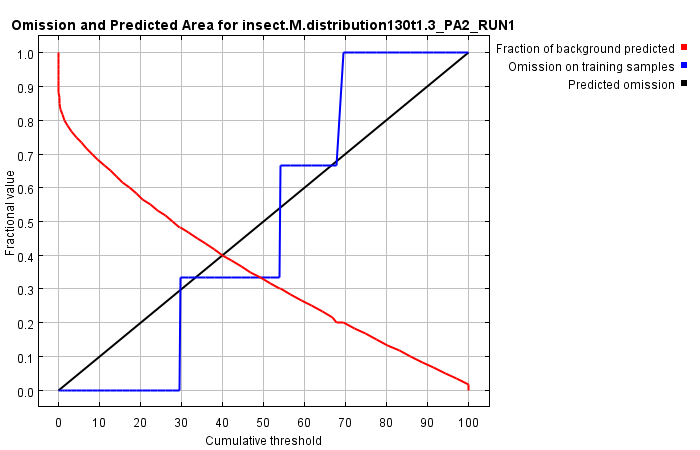 Omission and Predicted Area for insect.M.distribution130t1.3_PA2_RUN1
Fraction of background predicted
Omission on training samples
Predicted omission
Fractional value
1.0
0.9
0.8
0.7
0.6
0.5
0.4
0.3
0.2
0.1
0.0
0 10 20 30 40 50 60 70 80 90 100
Cumulative threshold